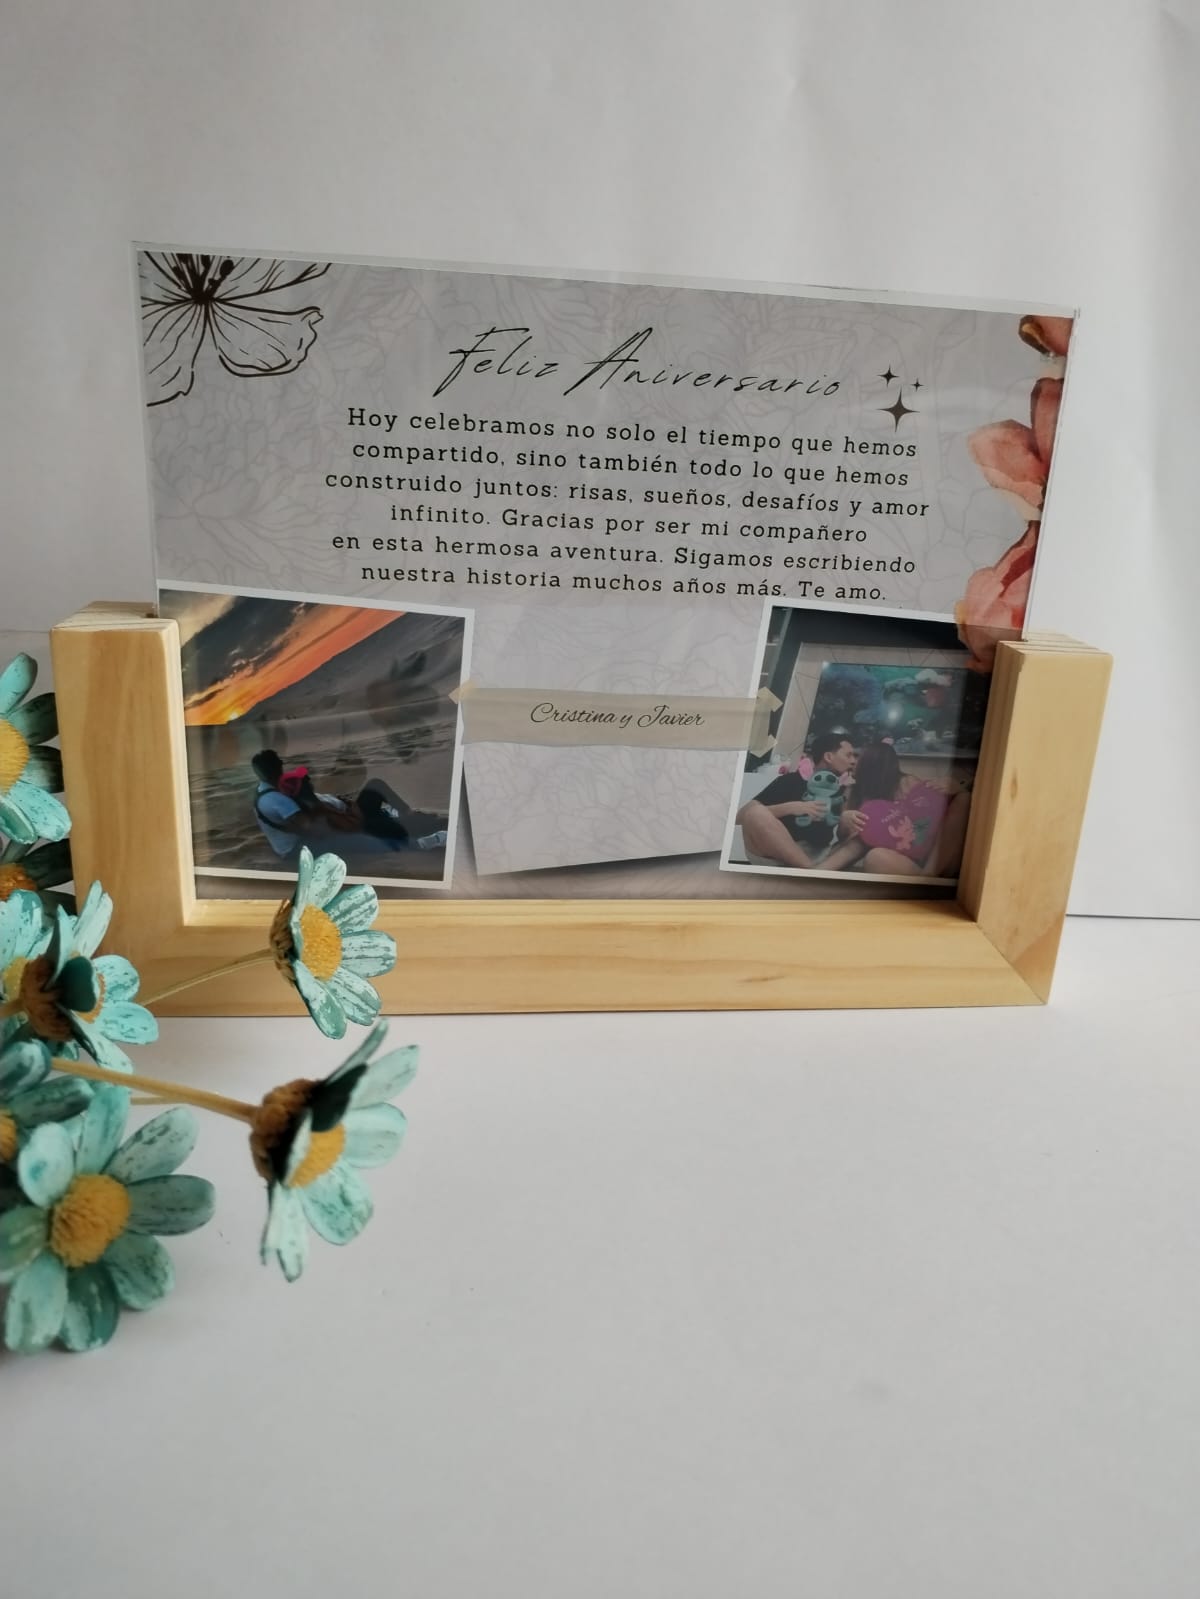 Feliz Aniversario
Hoy celebramos no solo el tiempo que hemos
compartido, sino también todo lo que hemos
construido juntos: risas, sueños, desafíos y amor
infinito. Gracias por ser mi compañero
en esta hermosa aventura. Sigamos escribiendo
nuestra historia muchos años más. Te amo.
Cristina y Javier